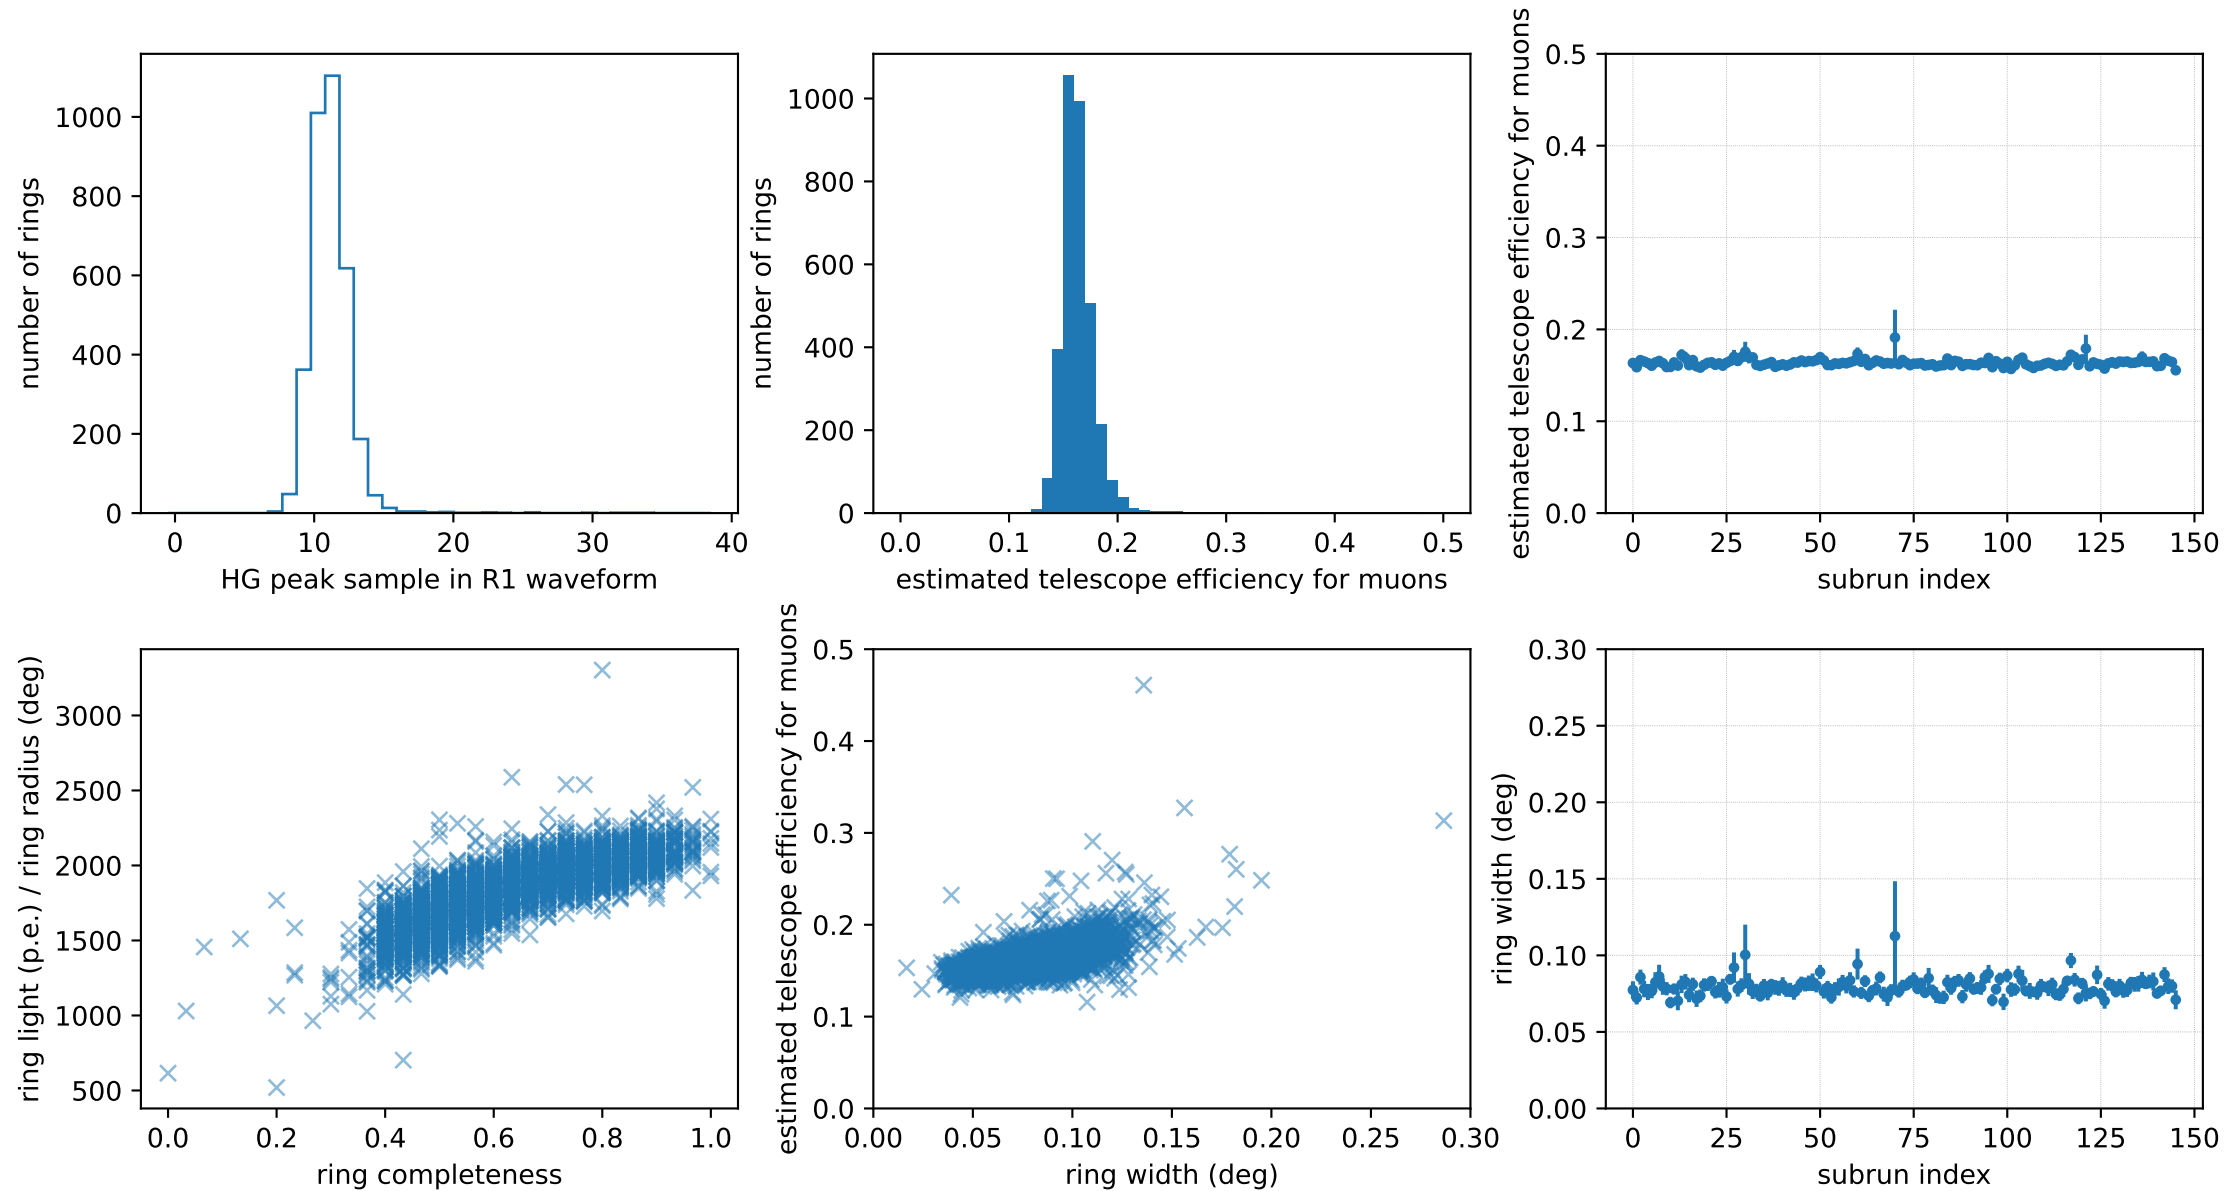 number of rings
1000
800
600
400
200
0
0 10 20 30 40
HG peak sample in R1 waveform
number of rings
1000
800
600
400
200
0
0.0 0.1 0.2 0.3 0.4 0.5
estimated telescope efficiency for muons
estimated telescope efficiency for muons
0.5
0.4
0.3
0.2
0.1
0.0
0 25 50 75 100 125 150
subrun index
ring light (p.e.) / ring radius (deg)
3000
2500
2000
1500
1000
500
0.0 0.2 0.4 0.6 0.8 1.0
ring completeness
estimated telescope efficiency for muons
0.5
0.4
0.3
0.2
0.1
0.0
0.00 0.05 0.10 0.15 0.20 0.25 0.30
ring width (deg)
ring width (deg)
0.30
0.25
0.20
0.15
0.10
0.05
0.00
0 25 50 75 100 125 150
subrun index